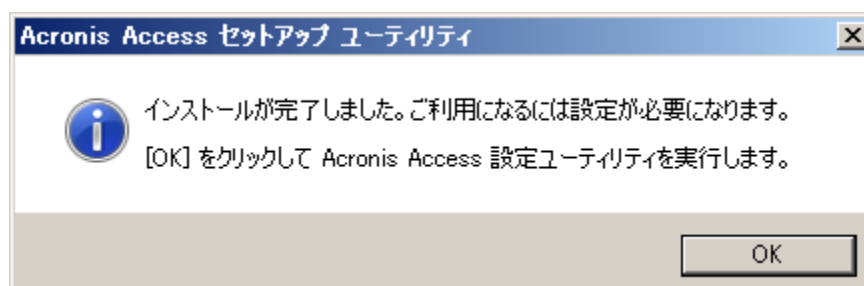 Acronis Access セットアップ ユーティリティ
インストールが完了しました。ご利用になるには設定が必要になります。
[OK] をクリックして Acronis Access 設定ユーティリティを実行します。
OK